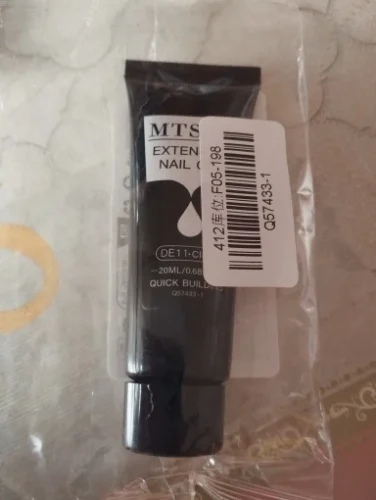 MTS
EXTEN
NAIL
DE11-C
20ML/0.68
QUICK BUILD
Q57433-1
412库位:F05-198
Q57433-1